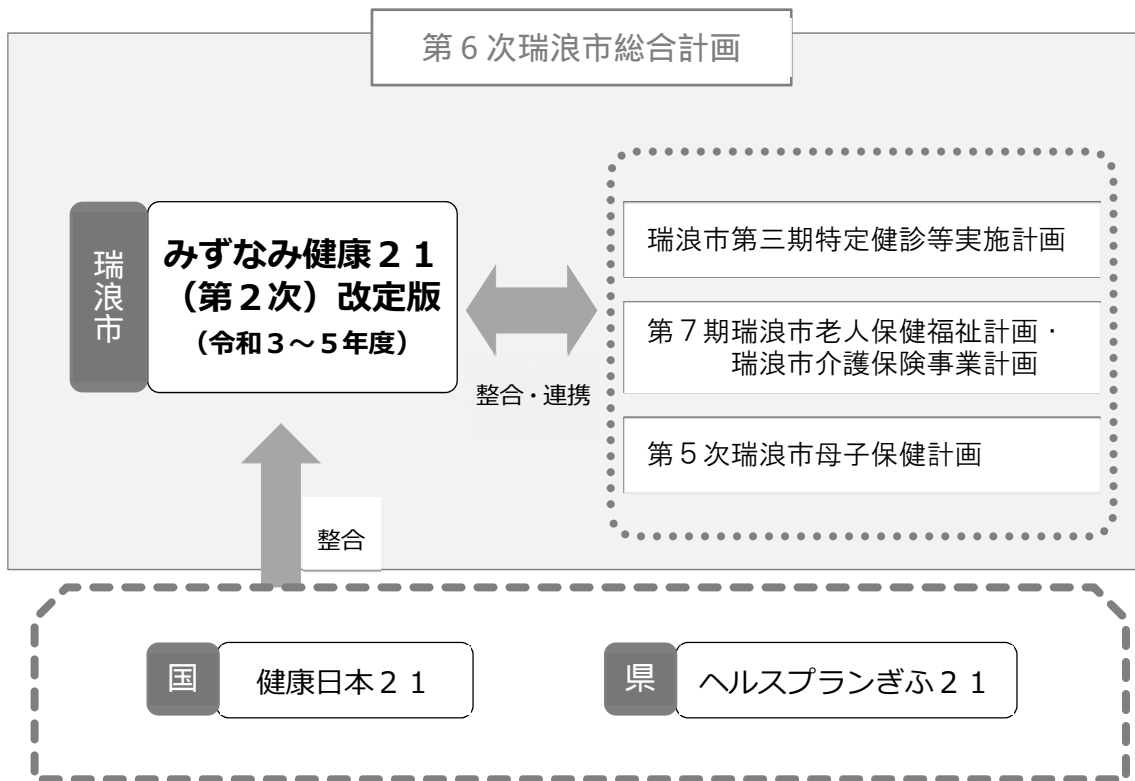 第６次瑞浪市総合計画
瑞浪市
みずなみ健康２１
（第２次）改定版
（令和３～５年度）
整合・連携
瑞浪市第三期特定健診等実施計画
第７期瑞浪市老人保健福祉計画・
瑞浪市介護保険事業計画
第５次瑞浪市母子保健計画
整合
国
健康日本２１
県
ヘルスプランぎふ２１